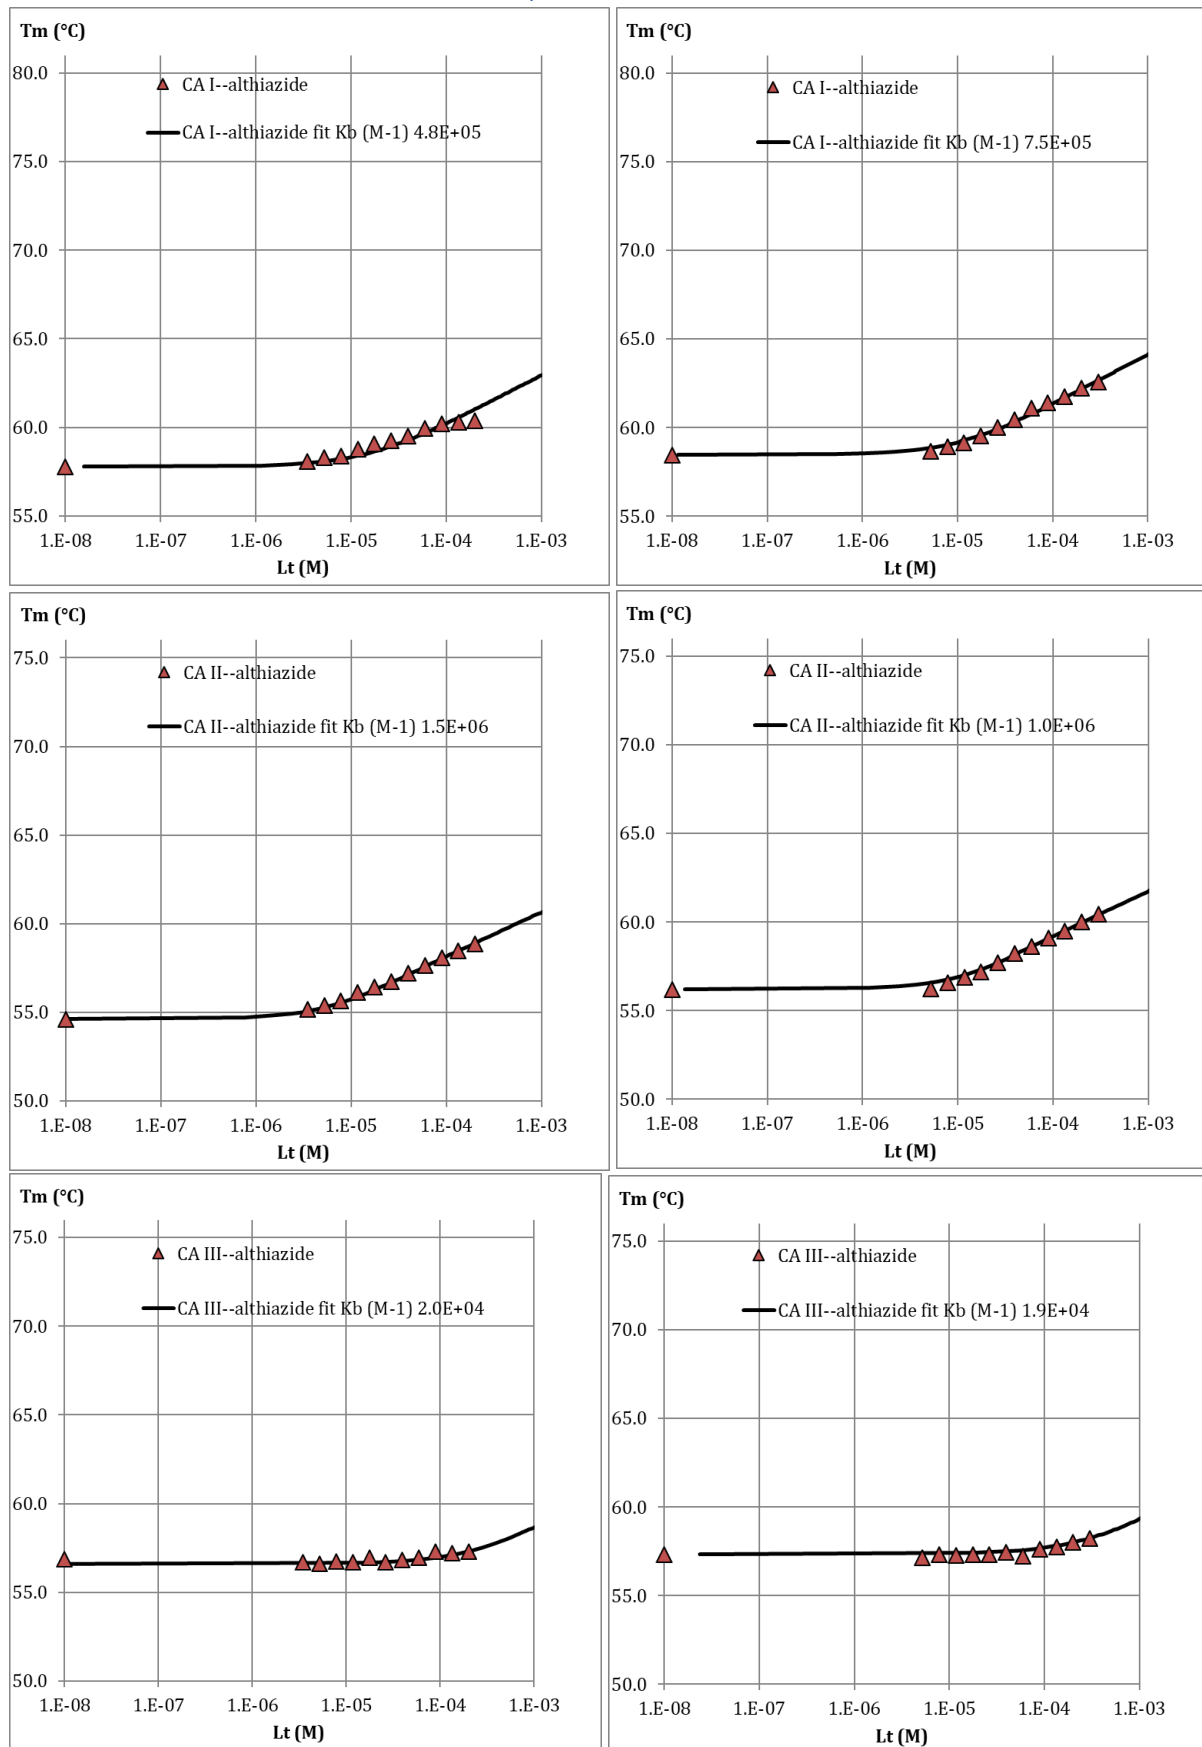 Tm (°C)
80.0
75.0
70.0
65.0
60.0
55.0
CA I--althiazide
CA I--althiazide fit Kb (M-1) 4.8E+05
1.E-08 1.E-07 1.E-06 1.E-05 1.E-04 1.E-03
Lt (M)
Tm (°C)
80.0
75.0
70.0
65.0
60.0
55.0
CA I--althiazide
CA I--althiazide fit Kb (M-1) 7.5E+05
1.E-08 1.E-07 1.E-06 1.E-05 1.E-04 1.E-03
Lt (M)
Tm (°C)
75.0
70.0
65.0
60.0
55.0
50.0
CA II--althiazide
CA II--althiazide fit Kb (M-1) 1.5E+06
1.E-08 1.E-07 1.E-06 1.E-05 1.E-04 1.E-03
Lt (M)
Tm (°C)
75.0
70.0
65.0
60.0
55.0
50.0
CA II--althiazide
CA II--althiazide fit Kb (M-1) 1.0E+06
1.E-08 1.E-07 1.E-06 1.E-05 1.E-04 1.E-03
Lt (M)
Tm (°C)
75.0
70.0
65.0
60.0
55.0
50.0
CA III--althiazide
CA III--althiazide fit Kb (M-1) 2.0E+04
1.E-08 1.E-07 1.E-06 1.E-05 1.E-04 1.E-03
Lt (M)
Tm (°C)
75.0
70.0
65.0
60.0
55.0
50.0
CA III--althiazide
CA III--althiazide fit Kb (M-1) 1.9E+04
1.E-08 1.E-07 1.E-06 1.E-05 1.E-04 1.E-03
Lt (M)